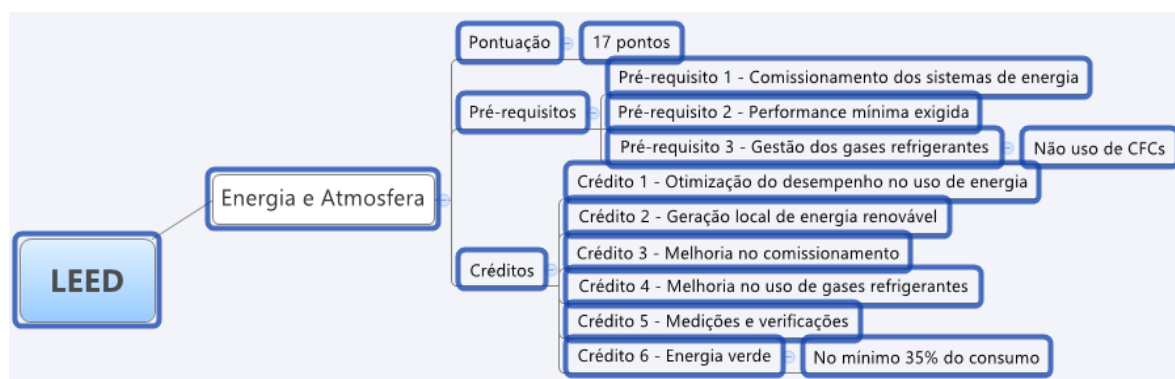 Pontuação
17 pontos
Pré-requisito 1 - Comissionamento dos sistemas de energia
Pré-requisitos
Pré-requisito 2 - Performance mínima exigida
Pré-requisito 3 - Gestão dos gases refrigerantes
Não uso de CFCs
Energia e Atmosfera
Crédito 1 - Otimização do desempenho no uso de energia
Crédito 2 - Geração local de energia renovável
LEED
Créditos
Crédito 3 - Melhoria no comissionamento
Crédito 4 - Melhoria no uso de gases refrigerantes
Crédito 5 - Medições e verificações
Crédito 6 - Energia verde
No mínimo 35% do consumo